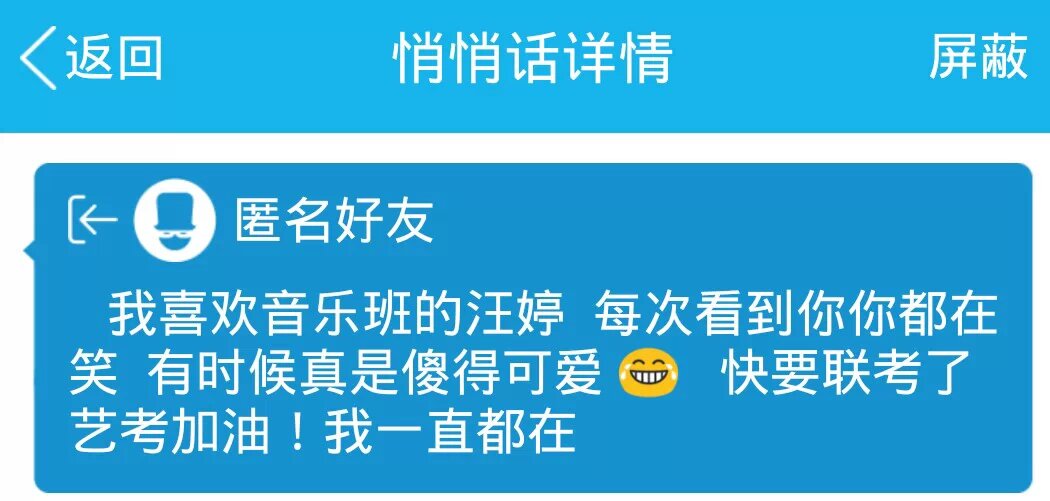 返回 悄悄话详情 屏蔽
匿名好友
我喜欢音乐班的汪婷 每次看到你你都在
笑 有时候真是傻得可爱😂 快要联考了
艺考加油！我一直都在